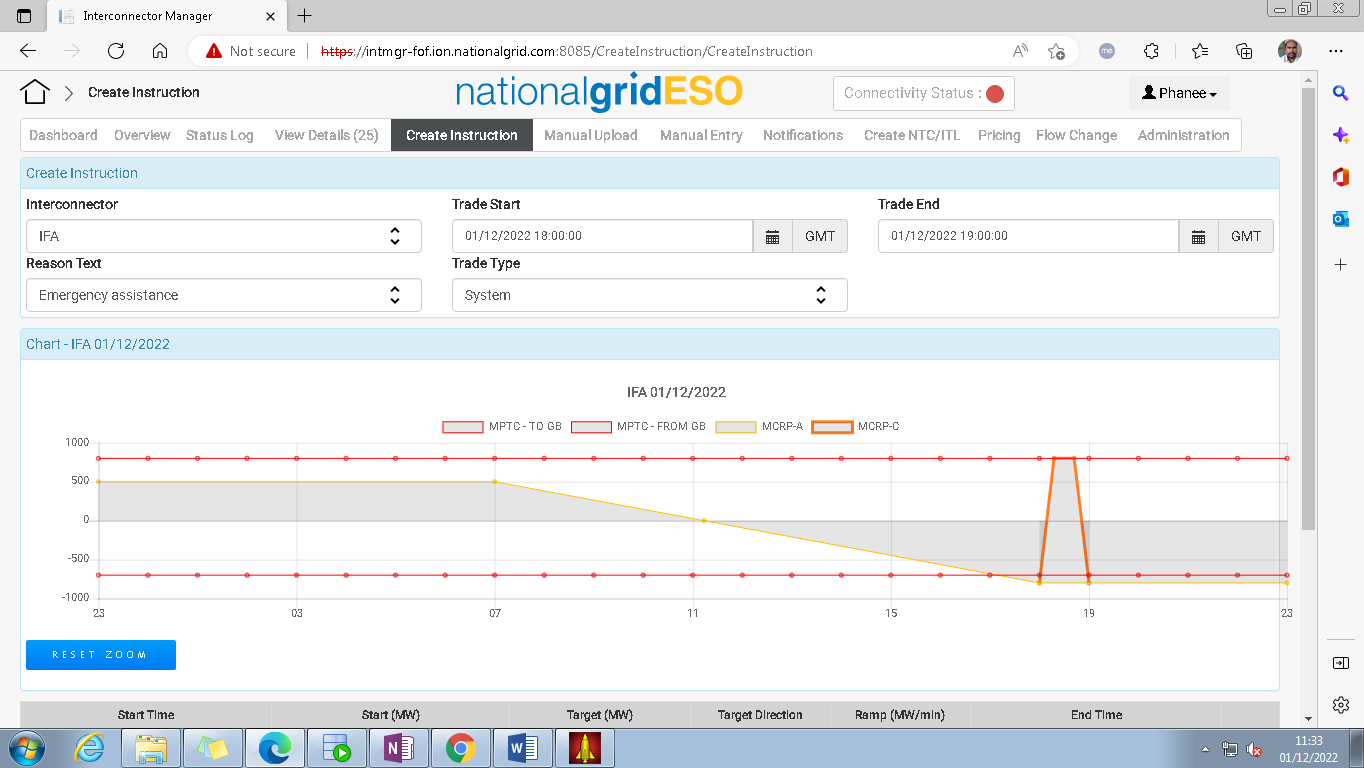 Interconnector Manager
Not secure https://intmgr-fof.ion.nationalgrid.com:8085/CreateInstruction/CreateInstruction
Create Instruction
nationalgridESO
Connectivity Status :
Phanee
Dashboard Overview Status Log View Details (25) Create Instruction Manual Upload Manual Entry Notifications Create NTC/ITL Pricing Flow Change Administration
Create Instruction
Interconnector Trade Start Trade End
IFA 01/12/2022 18:00:00 GMT 01/12/2022 19:00:00 GMT
Reason Text Trade Type
Emergency assistance System
Chart - IFA 01/12/2022
IFA 01/12/2022
MPTC - TO GB MPTC - FROM GB MCRP-A MCRP-C
1000
500
0
-500
-1000
23 03 07 11 15 19 23
RESET ZOOM
Start Time Start (MW) Target (MW) Target Direction Ramp (MW/min) End Time
11:33
01/12/2022